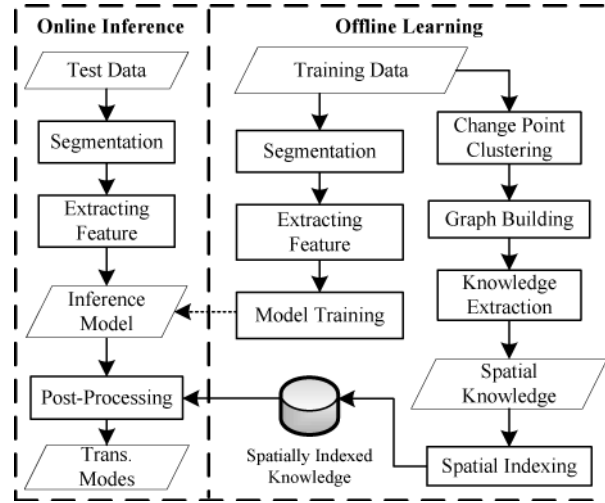 Online Inference
Test Data
Segmentation
Extracting
Feature
Inference
Model
Post-Processing
Trans.
Modes
Offline Learning
Training Data
Segmentation
Extracting
Feature
Model Training
Spatially Indexed
Knowledge
Change Point
Clustering
Graph Building
Knowledge
Extraction
Spatial
Knowledge
Spatial Indexing